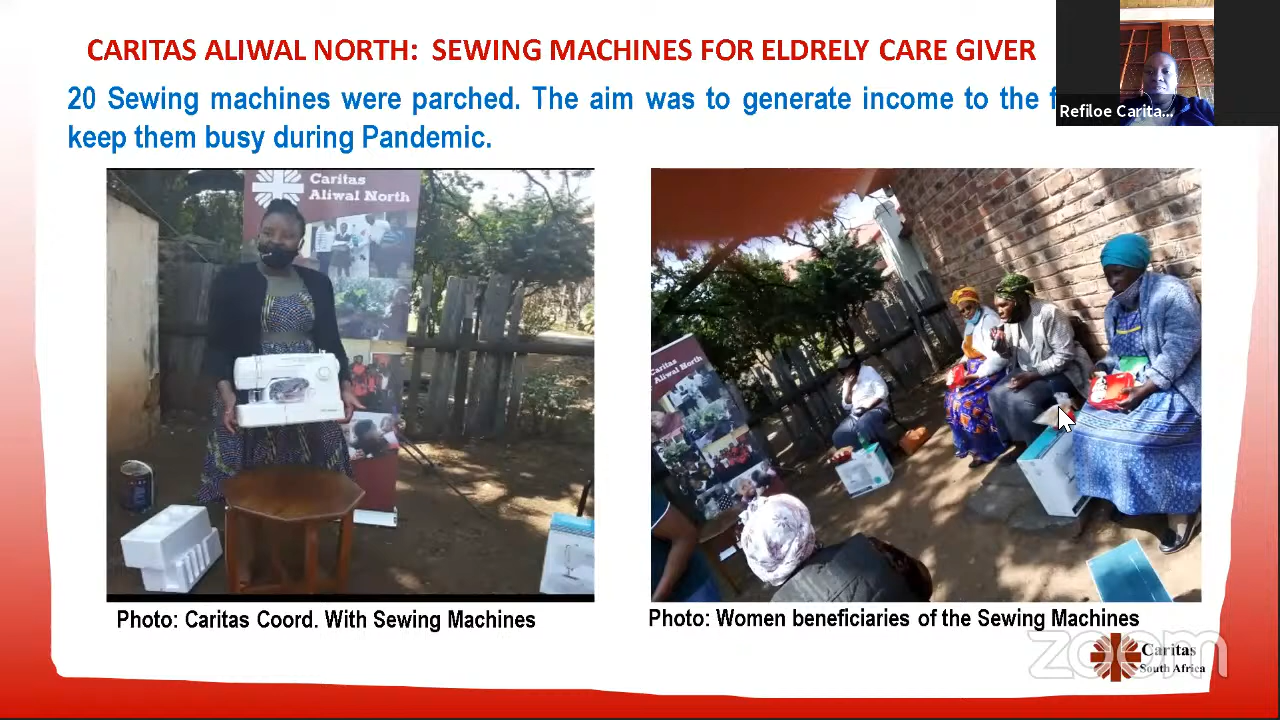 CARITAS ALIWAL NORTH: SEWING MACHINES FOR ELDRELY CARE GIVER
20 Sewing machines were parched. The aim was to generate income to the f
keep them busy during Pandemic.
Refiloe Carita...
Caritas
Aliwal North
Caritas
Aliwal North
Photo: Caritas Coord. With Sewing Machines
Photo: Women beneficiaries of the Sewing Machines
zoom
Caritas
South Africa